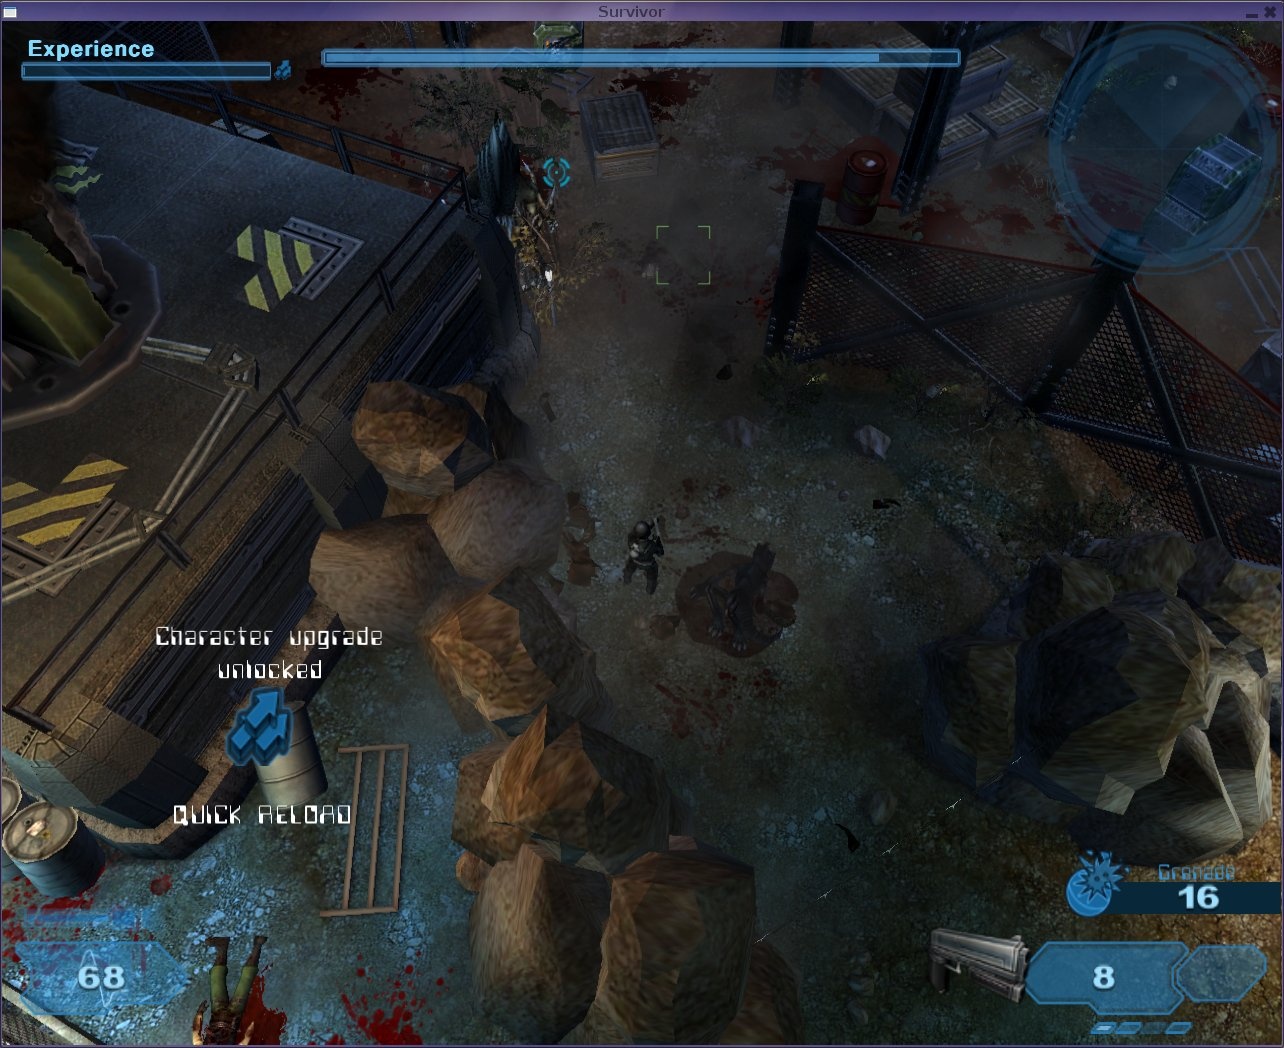 Survivor
Experience
Character upgrade
unlocked
QUICK RELOAD
Grenade
16
68
8